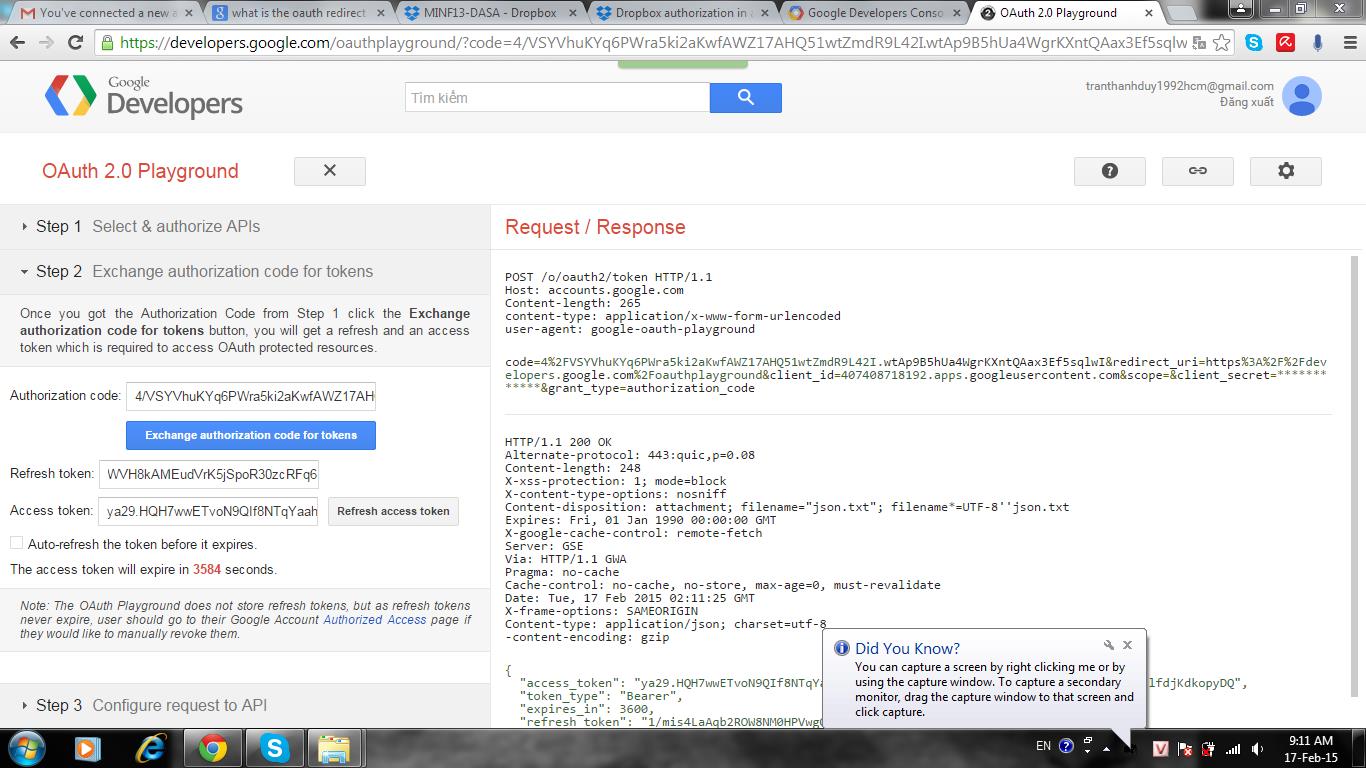 You've connected a new a
what is the oauth redirect
MINF13-DASA - Dropbox
Dropbox authorization in a
Google Developers Conso
OAuth 2.0 Playground
https://developers.google.com/oauthplayground/?code=4/VSYVhuKYq6PWra5ki2aKwfAWZ17AHQ51wtZmdR9L42I.wtAp9B5hUa4WgrKXntQAax3Ef5sqlw
Google
Developers
Tìm kiếm
tranthanhduy1992hcm@gmail.com
Đăng xuất
OAuth 2.0 Playground
Step 1 Select & authorize APIs
Step 2 Exchange authorization code for tokens
Once you got the Authorization Code from Step 1 click the Exchange
authorization code for tokens button, you will get a refresh and an access
token which is required to access OAuth protected resources.
Authorization code: 4/VSYVhuKYq6PWra5ki2aKwfAWZ17AH
Exchange authorization code for tokens
Refresh token: WVH8kAMEudVrK5jSpoR30zcRFq6
Access token: ya29.HQH7wwETvoN9QIf8NTqYaah
Refresh access token
Auto-refresh the token before it expires.
The access token will expire in 3584 seconds.
Note: The OAuth Playground does not store refresh tokens, but as refresh tokens
never expire, user should go to their Google Account Authorized Access page if
they would like to manually revoke them.
Step 3 Configure request to API
Request / Response
POST /o/oauth2/token HTTP/1.1
Host: accounts.google.com
Content-length: 265
content-type: application/x-www-form-urlencoded
user-agent: google-oauth-playground
code=4%2FVSYVhuKYq6PWra5ki2aKwfAWZ17AHQ51wtZmdR9L42I.wtAp9B5hUa4WgrKXntQAax3Ef5sqlwI&redirect_uri=https%3A%2F%2Fdev
elopers.google.com%2Foauthplayground&client_id=407408718192.apps.googleusercontent.com&scope=&client_secret=*******
*****&grant_type=authorization_code
HTTP/1.1 200 OK
Alternate-protocol: 443:quic,p=0.08
Content-length: 248
X-xss-protection: 1; mode=block
X-content-type-options: nosniff
Content-disposition: attachment; filename="json.txt"; filename*=UTF-8''json.txt
Expires: Fri, 01 Jan 1990 00:00:00 GMT
X-google-cache-control: remote-fetch
Server: GSE
Via: HTTP/1.1 GWA
Pragma: no-cache
Cache-control: no-cache, no-store, max-age=0, must-revalidate
Date: Tue, 17 Feb 2015 02:11:25 GMT
X-frame-options: SAMEORIGIN
Content-type: application/json; charset=utf-8
-content-encoding: gzip
{
"access_token": "ya29.HQH7wwETvoN9QIf8NTqYa lfdjKdkopyDQ",
"token_type": "Bearer",
"expires_in": 3600,
"refresh_token": "1/mis4LaAqb2ROW8NM0HPVwg
Did You Know?
You can capture a screen by right clicking me or by
using the capture window. To capture a secondary
monitor, drag the capture window to that screen and
click capture.
EN
9:11 AM
17-Feb-15